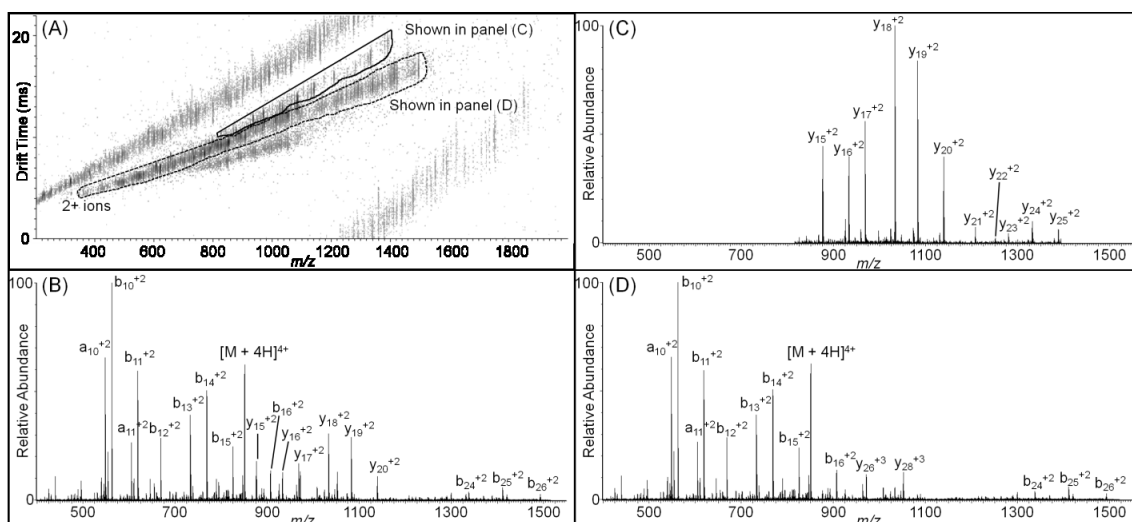 (A)
20
Shown in panel (C)
Shown in panel (D)
Drift Time (ms)
0
2+ ions
400 600 800 1000 1200 1400 1600 1800
m/z
(C)
100
Relative Abundance
0
y15+2
y16+2
y17+2
y18+2
y19+2
y20+2
y21+2
y22+2
y23+2
y24+2
y25+2
500 700 900 1100 1300 1500
m/z
(B)
100
Relative Abundance
0
a10+2
b10+2
b11+2
a11+2
b12+2
b13+2
b14+2
b15+2
[M + 4H]4+
y15+2
b16+2
y16+2
y17+2
y18+2
y19+2
y20+2
b24+2
b25+2
b26+2
500 700 900 1100 1300 1500
m/z
(D)
100
Relative Abundance
0
a10+2
b10+2
b11+2
a11+2
b12+2
b13+2
b14+2
b15+2
[M + 4H]4+
b16+2
y26+3
y28+3
b24+2
b25+2
b26+2
500 700 900 1100 1300 1500
m/z